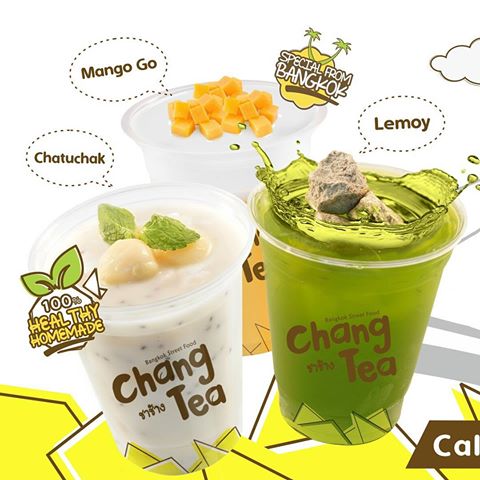 Mango Go
SPECIAL FROM
BANGKOK
Lemoy
Chatuchak
100%
HEALTHY
HOMEMADE
Bangkok Street Food
Chang
ชาช้าง Tea
Bangkok Street Food
Chang
ชาช้าง Tea
Cal